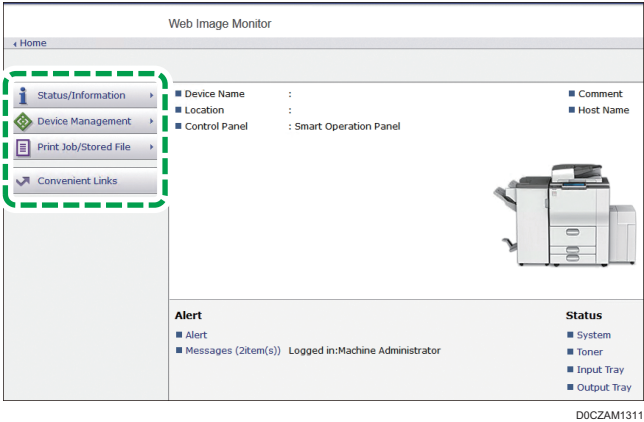 Web Image Monitor
Home
Status/Information
Device Management
Print Job/Stored File
Convenient Links
Device Name : Comment
Location : Host Name
Control Panel : Smart Operation Panel
Alert
Alert
Messages (2item(s)) Logged in:Machine Administrator
Status
System
Toner
Input Tray
Output Tray
D0CZAM1311